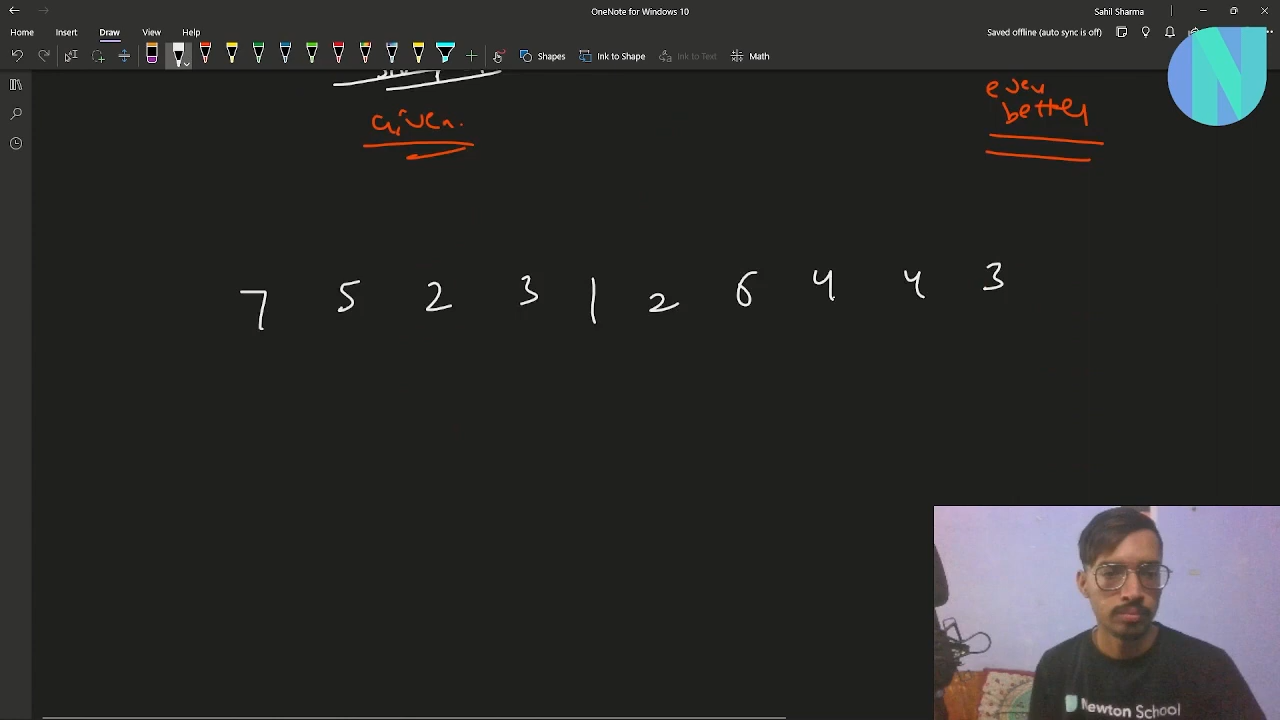 OneNote for Windows 10
Sahil Sharma
Home Insert Draw View Help
Saved offline (auto sync is off)
Shapes Ink to Shape Ink to Text Math
Given.
even
better
7 5 2 3 1 2 6 4 4 3
Newton School